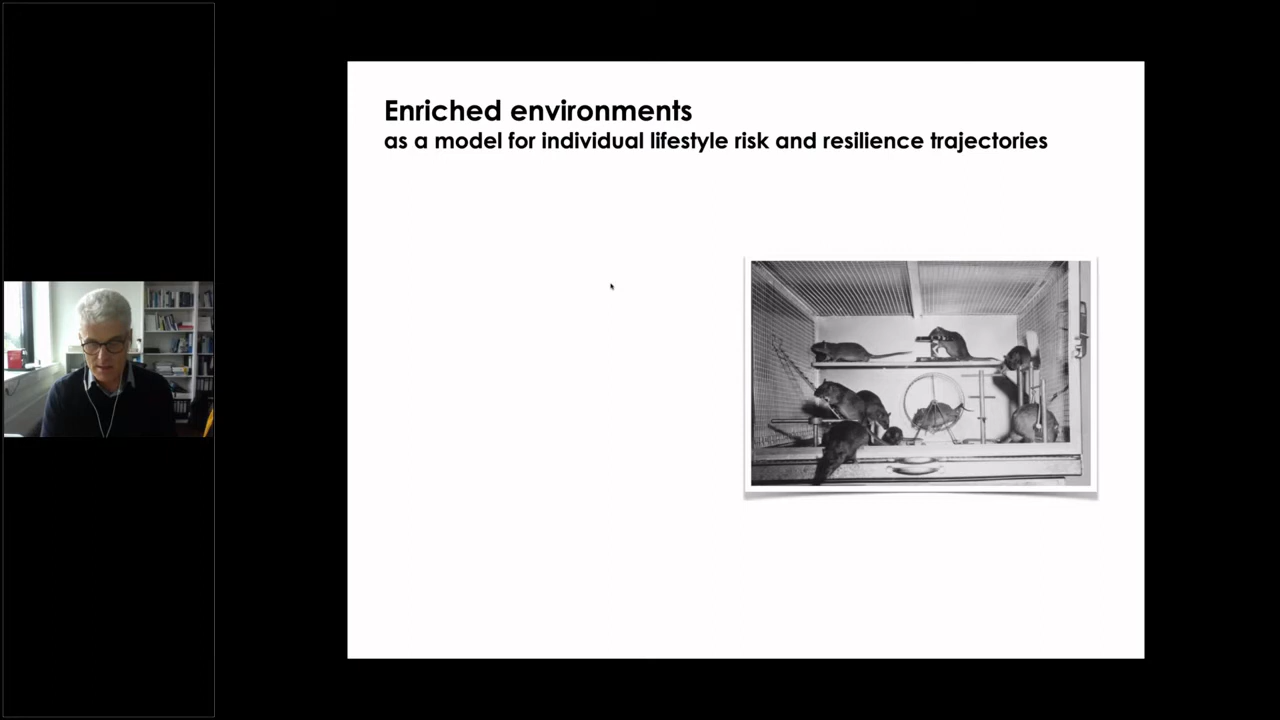 Enriched environments
as a model for individual lifestyle risk and resilience trajectories